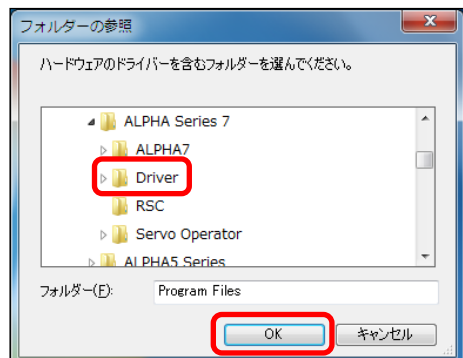 フォルダーの参照
ハードウェアのドライバーを含むフォルダーを選んでください。
ALPHA Series 7
ALPHA7
Driver
RSC
Servo Operator
ALPHA5 Series
フォルダー(F): Program Files
OK キャンセル